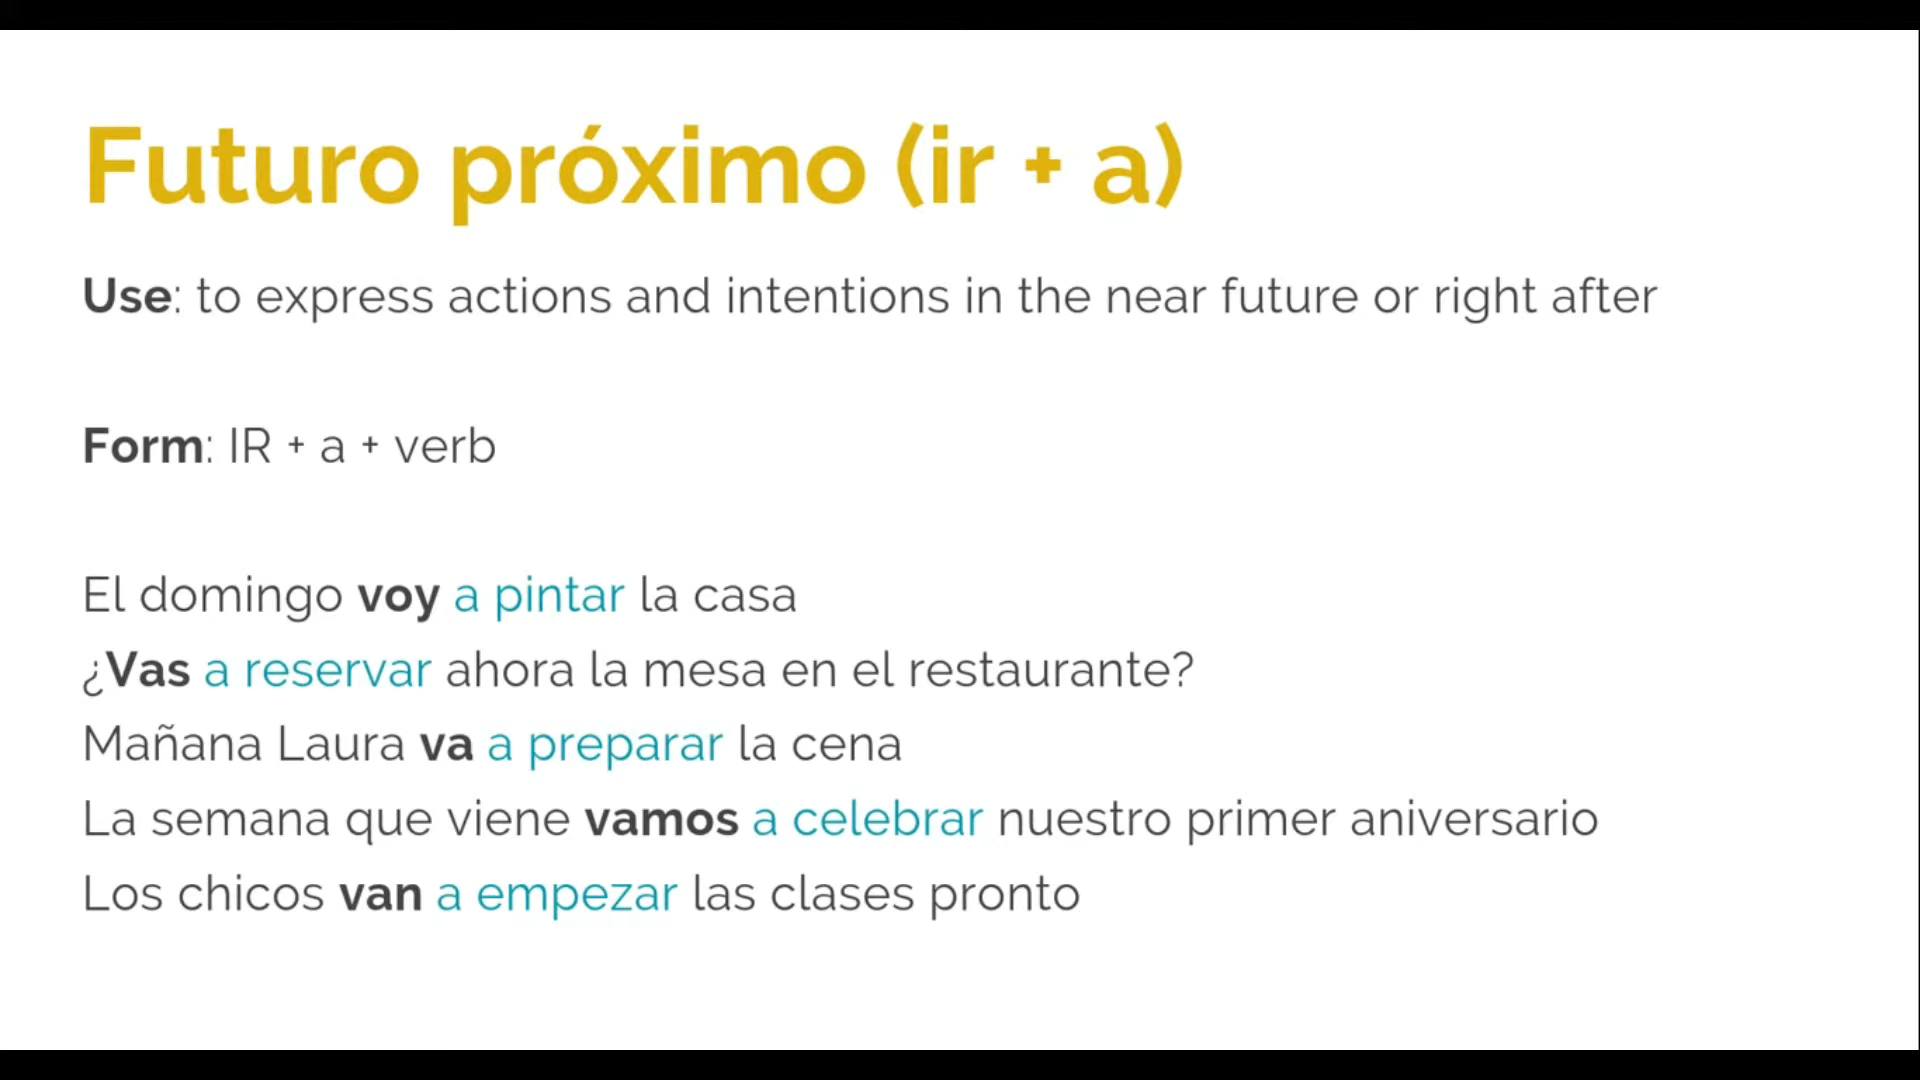 Futuro próximo (ir + a)
Use: to express actions and intentions in the near future or right after
Form: IR + a + verb
El domingo voy a pintar la casa
¿Vas a reservar ahora la mesa en el restaurante?
Mañana Laura va a preparar la cena
La semana que viene vamos a celebrar nuestro primer aniversario
Los chicos van a empezar las clases pronto